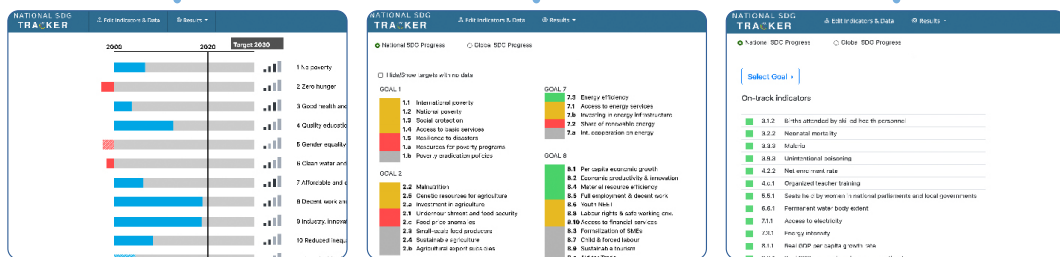 NATIONAL SDG
TRACKER
Edit Indicators & Data
Results
2000
2020
Target 2030
1 No poverty
2 Zero hunger
3 Good health and
4 Quality educatio
5 Gender equality
6 Clean water and
7 Affordable and c
8 Decent work and
9 Industry, innova
10 Reduced inequ
NATIONAL SDG
TRACKER
Edit Indicators & Data
Results
National SDG Progress
Global SDG Progress
Hide/Show targets with no data
GOAL 1
1.1 International poverty
1.2 National poverty
1.3 Social protection
1.4 Access to basic services
1.5 Resilience to disasters
1.a Resources for poverty programs
1.b Poverty eradication policies
GOAL 2
2.2 Malnutrition
2.5 Genetic resources for agriculture
2.a Investment in agriculture
2.1 Undernourishment and food security
2.c Food price anomalies
2.3 Small-scale food producers
2.4 Sustainable agriculture
2.b Agricultural export subsidies
GOAL 7
7.3 Energy efficiency
7.1 Access to energy services
7.b Investing in energy infrastructure
7.2 Share of renewable energy
7.a Int. cooperation on energy
GOAL 8
8.1 Per capita economic growth
8.2 Economic productivity & innovation
8.4 Material resource efficiency
8.5 Full employment & decent work
8.6 Youth NEET
8.8 Labour rights & safe working env.
8.10 Access to financial services
8.3 Formalization of SMEs
8.7 Child & forced labour
8.9 Sustainable tourism
NATIONAL SDG
TRACKER
Edit Indicators & Data
Results
National SDG Progress
Global SDG Progress
Select Goal
On-track indicators
3.1.2 Births attended by skilled health personnel
3.2.2 Neonatal mortality
3.3.3 Malaria
3.9.3 Unintentional poisoning
4.2.2 Net enrolment rate
4.c.1 Organized teacher training
5.5.1 Seats held by women in national parliaments and local governments
6.6.1 Permanent water body extent
7.1.1 Access to electricity
7.3.1 Energy intensity
8.1.1 Real GDP per capita growth rate